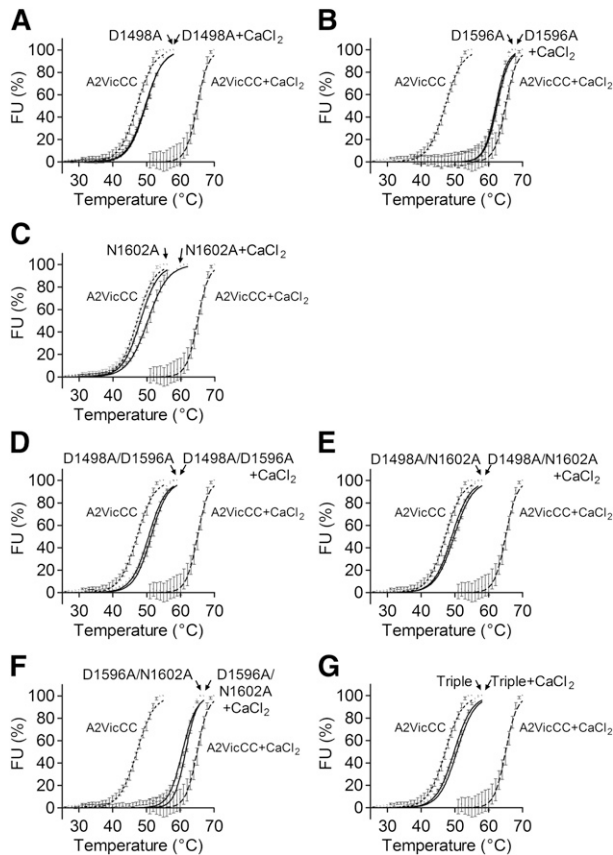 A
D1498A D1498A+CaCl2
100
80
60
40
20
0
FU (%)
A2VicCC
A2VicCC+CaCl2
30 40 50 60 70
Temperature (°C)
B
D1596A D1596A
+CaCl2
100
80
60
40
20
0
FU (%)
A2VicCC
A2VicCC+CaCl2
30 40 50 60 70
Temperature (°C)
C
N1602A N1602A+CaCl2
100
80
60
40
20
0
FU (%)
A2VicCC
A2VicCC+CaCl2
30 40 50 60 70
Temperature (°C)
D
D1498A/D1596A D1498A/D1596A
+CaCl2
100
80
60
40
20
0
FU (%)
A2VicCC
A2VicCC+CaCl2
30 40 50 60 70
Temperature (°C)
E
D1498A/N1602A D1498A/N1602A
+CaCl2
100
80
60
40
20
0
FU (%)
A2VicCC
A2VicCC+CaCl2
30 40 50 60 70
Temperature (°C)
F
D1596A/N1602A D1596A/
N1602A
+CaCl2
100
80
60
40
20
0
FU (%)
A2VicCC
A2VicCC+CaCl2
30 40 50 60 70
Temperature (°C)
G
Triple Triple+CaCl2
100
80
60
40
20
0
FU (%)
A2VicCC
A2VicCC+CaCl2
30 40 50 60 70
Temperature (°C)